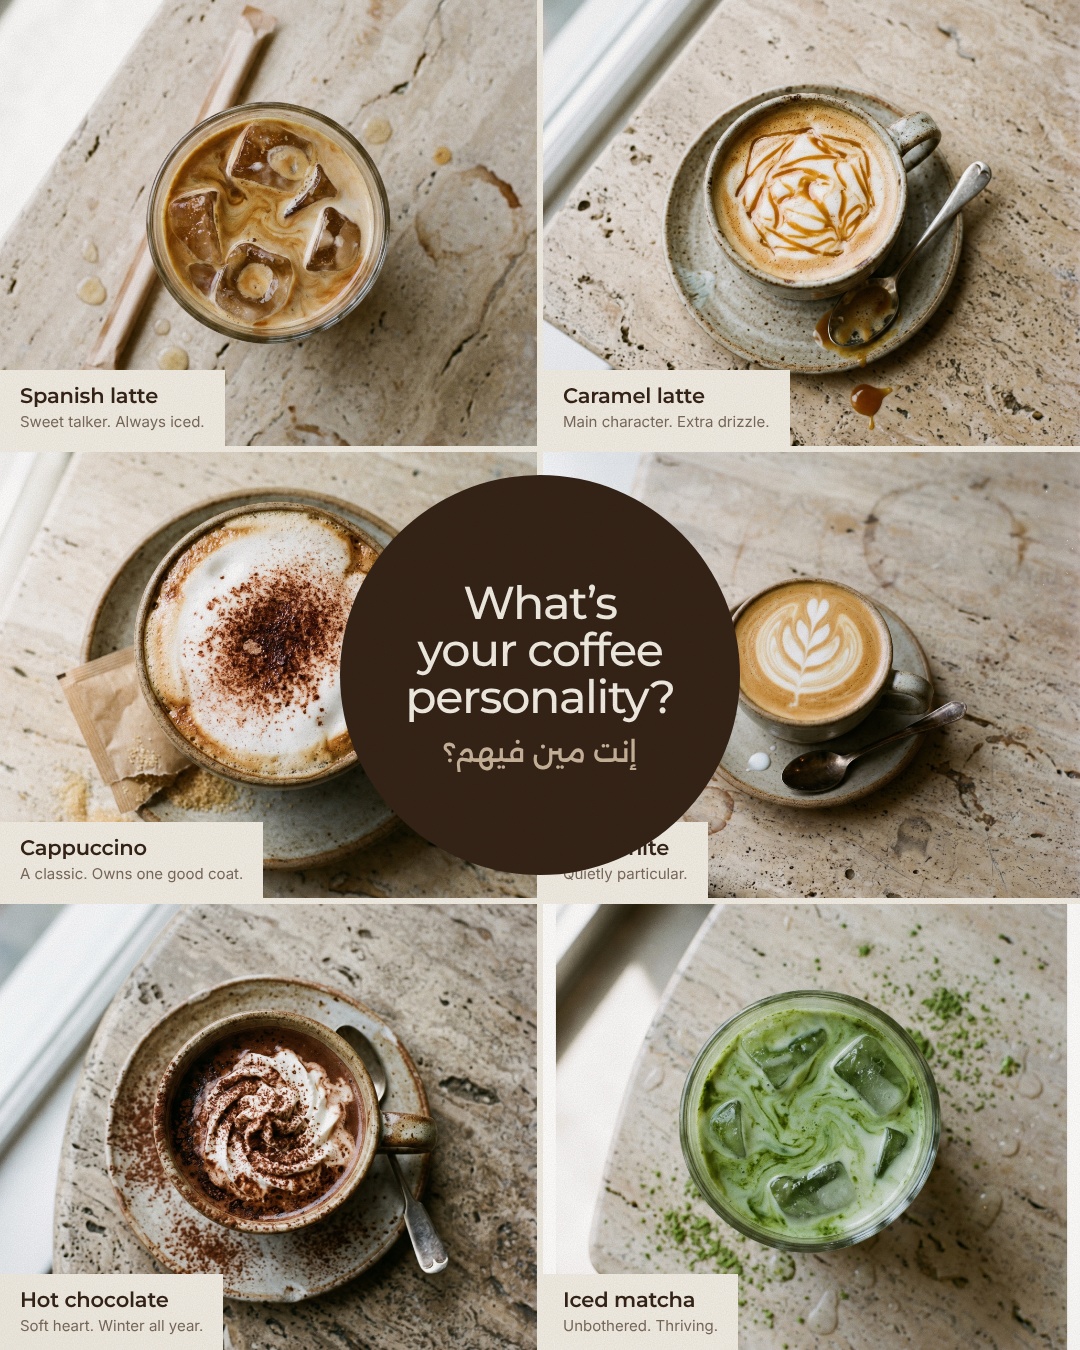 Spanish latte
Sweet talker. Always iced.
Caramel latte
Main character. Extra drizzle.
What's
your coffee
personality?
إنت مين فيهم؟
Cappuccino
A classic. Owns one good coat.
Quietly particular.
Hot chocolate
Soft heart. Winter all year.
Iced matcha
Unbothered. Thriving.